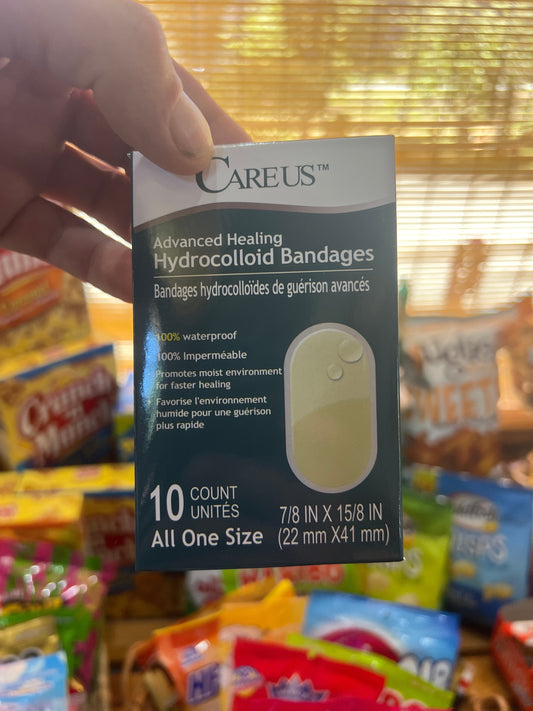 CAREUS™
Advanced Healing
Hydrocolloid Bandages
Bandages hydrocolloïdes de guérison avancés
100% waterproof
100% Imperméable
Promotes moist environment
for faster healing
Favorise l'environnement
humide pour une guérison
plus rapide
10 COUNT
UNITÉS
All One Size
7/8 IN X 15/8 IN
(22 mm X41 mm)
Crunch
Munch